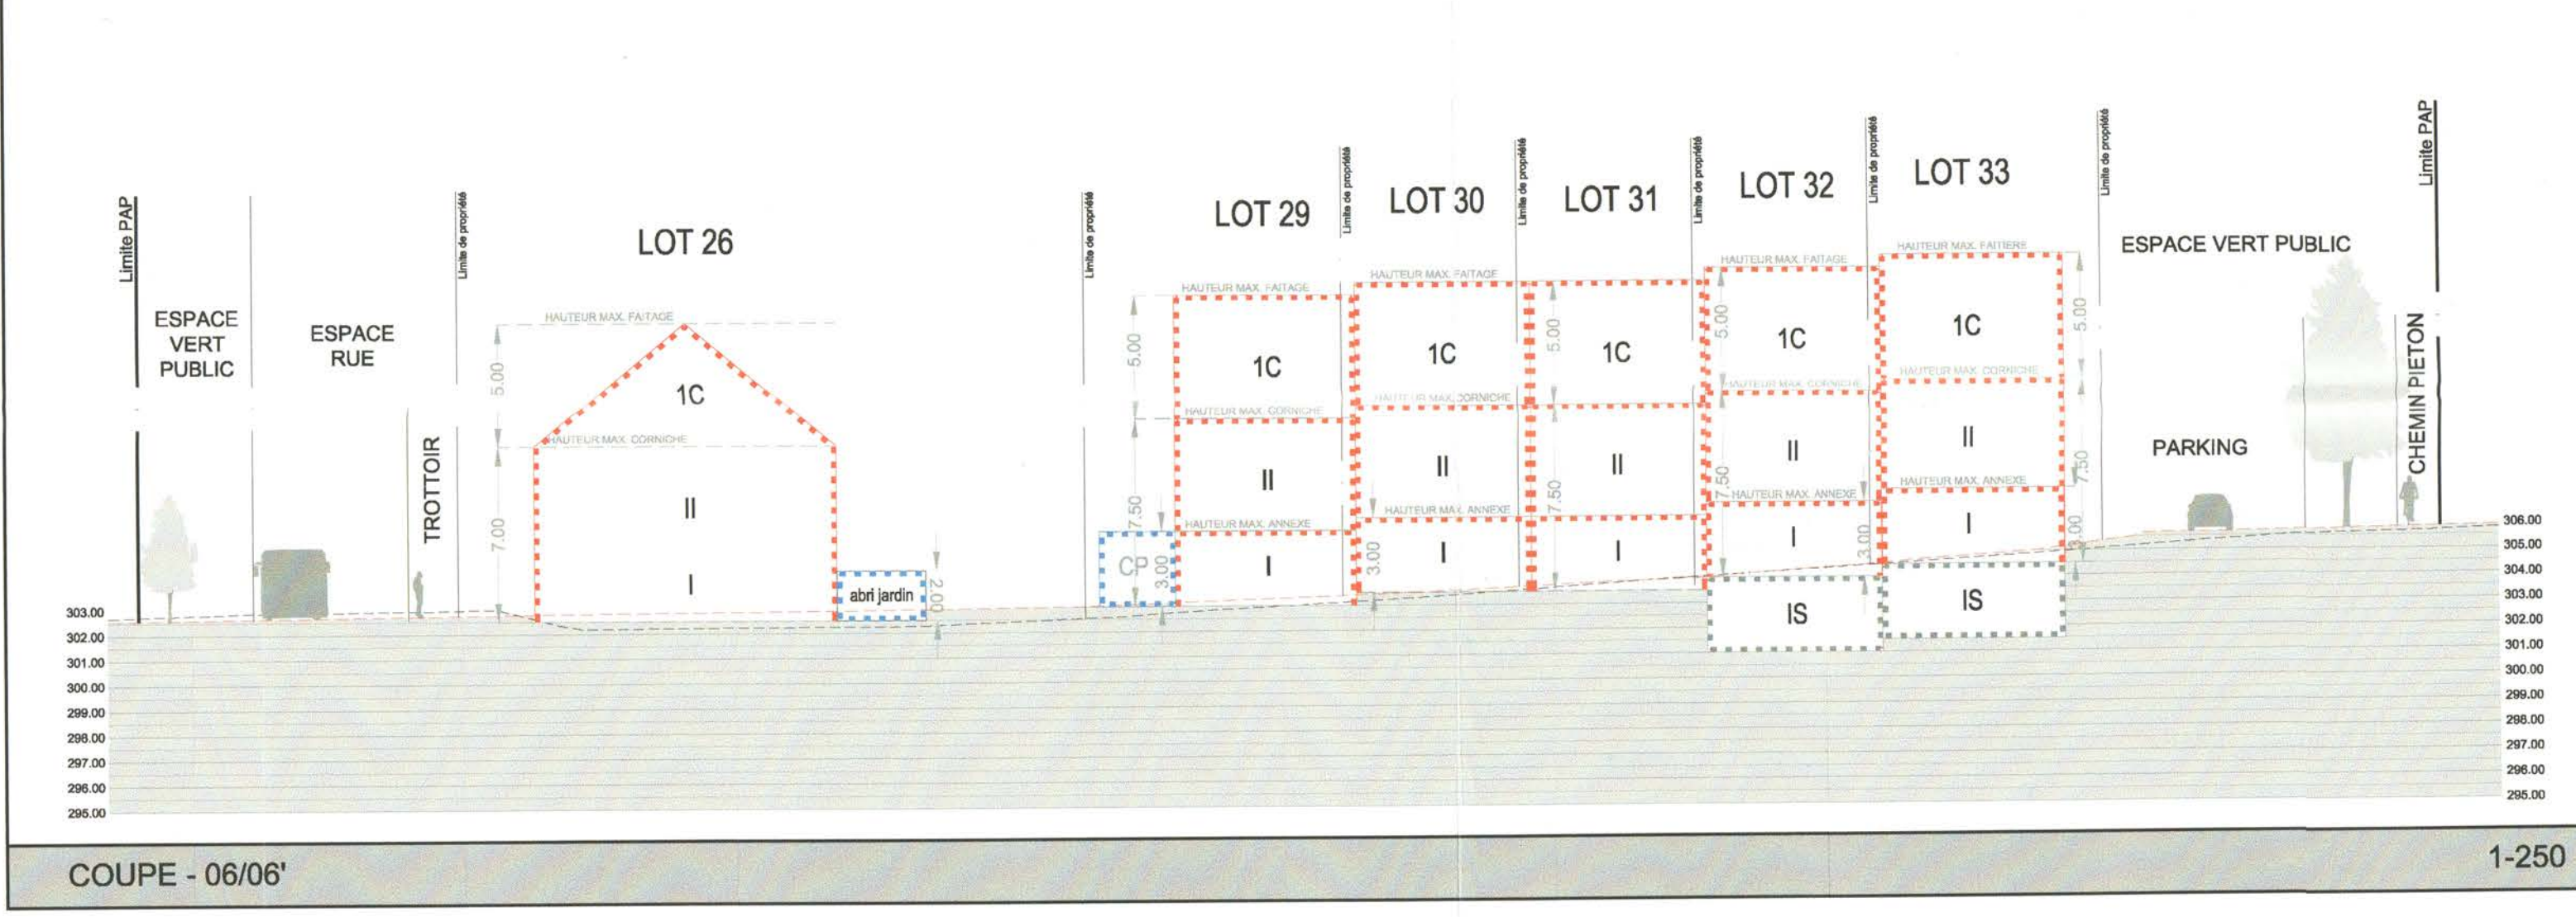 Limite PAP
ESPACE
VERT
PUBLIC
ESPACE
RUE
TROTTOIR
Limite de propriété
LOT 26
HAUTEUR MAX. FAITAGE
5.00
1C
HAUTEUR MAX. CORNICHE
7.00
II
I
abri jardin
2.00
Limite de propriété
LOT 29
HAUTEUR MAX. FAITAGE
5.00
1C
HAUTEUR MAX. CORNICHE
7.50
II
HAUTEUR MAX. ANNEXE
CP
3.00
I
Limite de propriété
LOT 30
HAUTEUR MAX. FAITAGE
1C
HAUTEUR MAX. CORNICHE
II
HAUTEUR MAX. ANNEXE
3.00
I
Limite de propriété
LOT 31
5.00
1C
7.50
II
I
Limite de propriété
LOT 32
HAUTEUR MAX. FAITAGE
5.00
1C
HAUTEUR MAX. CORNICHE
7.50
II
HAUTEUR MAX. ANNEXE
I
3.00
IS
Limite de propriété
LOT 33
HAUTEUR MAX. FAITIERE
5.00
1C
HAUTEUR MAX. CORNICHE
7.50
II
HAUTEUR MAX. ANNEXE
I
3.00
IS
Limite de propriété
ESPACE VERT PUBLIC
PARKING
CHEMIN PIETON
Limite PAP
303.00
302.00
301.00
300.00
299.00
298.00
297.00
296.00
295.00
306.00
305.00
304.00
303.00
302.00
301.00
300.00
299.00
298.00
297.00
296.00
295.00
COUPE - 06/06'
1-250